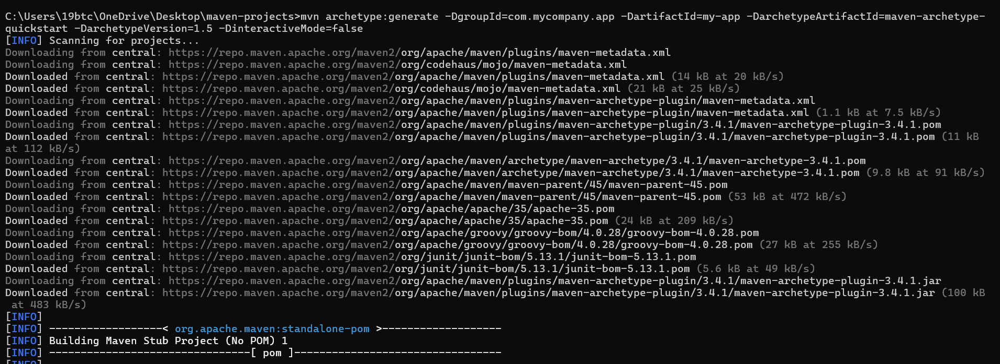 C:\Users\19btc\OneDrive\Desktop\maven-projects>mvn archetype:generate -DgroupId=com.mycompany.app -DartifactId=my-app -DarchetypeArtifactId=maven-archetype-
quickstart -DarchetypeVersion=1.5 -DinteractiveMode=false
[INFO] Scanning for projects...
Downloading from central: https://repo.maven.apache.org/maven2/org/apache/maven/plugins/maven-metadata.xml
Downloading from central: https://repo.maven.apache.org/maven2/org/codehaus/mojo/maven-metadata.xml
Downloaded from central: https://repo.maven.apache.org/maven2/org/apache/maven/plugins/maven-metadata.xml (14 kB at 20 kB/s)
Downloaded from central: https://repo.maven.apache.org/maven2/org/codehaus/mojo/maven-metadata.xml (21 kB at 25 kB/s)
Downloading from central: https://repo.maven.apache.org/maven2/org/apache/maven/plugins/maven-archetype-plugin/maven-metadata.xml
Downloaded from central: https://repo.maven.apache.org/maven2/org/apache/maven/plugins/maven-archetype-plugin/maven-metadata.xml (1.1 kB at 7.5 kB/s)
Downloading from central: https://repo.maven.apache.org/maven2/org/apache/maven/plugins/maven-archetype-plugin/3.4.1/maven-archetype-plugin-3.4.1.pom
Downloaded from central: https://repo.maven.apache.org/maven2/org/apache/maven/plugins/maven-archetype-plugin/3.4.1/maven-archetype-plugin-3.4.1.pom (11 kB
at 112 kB/s)
Downloading from central: https://repo.maven.apache.org/maven2/org/apache/maven/archetype/maven-archetype/3.4.1/maven-archetype-3.4.1.pom
Downloaded from central: https://repo.maven.apache.org/maven2/org/apache/maven/archetype/maven-archetype/3.4.1/maven-archetype-3.4.1.pom (9.8 kB at 91 kB/s)
Downloading from central: https://repo.maven.apache.org/maven2/org/apache/maven/maven-parent/45/maven-parent-45.pom
Downloaded from central: https://repo.maven.apache.org/maven2/org/apache/maven/maven-parent/45/maven-parent-45.pom (53 kB at 472 kB/s)
Downloading from central: https://repo.maven.apache.org/maven2/org/apache/apache/35/apache-35.pom
Downloaded from central: https://repo.maven.apache.org/maven2/org/apache/apache/35/apache-35.pom (24 kB at 209 kB/s)
Downloading from central: https://repo.maven.apache.org/maven2/org/apache/groovy/groovy-bom/4.0.28/groovy-bom-4.0.28.pom
Downloaded from central: https://repo.maven.apache.org/maven2/org/apache/groovy/groovy-bom/4.0.28/groovy-bom-4.0.28.pom (27 kB at 255 kB/s)
Downloading from central: https://repo.maven.apache.org/maven2/org/junit/junit-bom/5.13.1/junit-bom-5.13.1.pom
Downloaded from central: https://repo.maven.apache.org/maven2/org/junit/junit-bom/5.13.1/junit-bom-5.13.1.pom (5.6 kB at 49 kB/s)
Downloading from central: https://repo.maven.apache.org/maven2/org/apache/maven/plugins/maven-archetype-plugin/3.4.1/maven-archetype-plugin-3.4.1.jar
Downloaded from central: https://repo.maven.apache.org/maven2/org/apache/maven/plugins/maven-archetype-plugin/3.4.1/maven-archetype-plugin-3.4.1.jar (100 kB
 at 483 kB/s)
[INFO]
[INFO] ------------------< org.apache.maven:standalone-pom >-------------------
[INFO] Building Maven Stub Project (No POM) 1
[INFO] --------------------------------[ pom ]---------------------------------
[INFO]